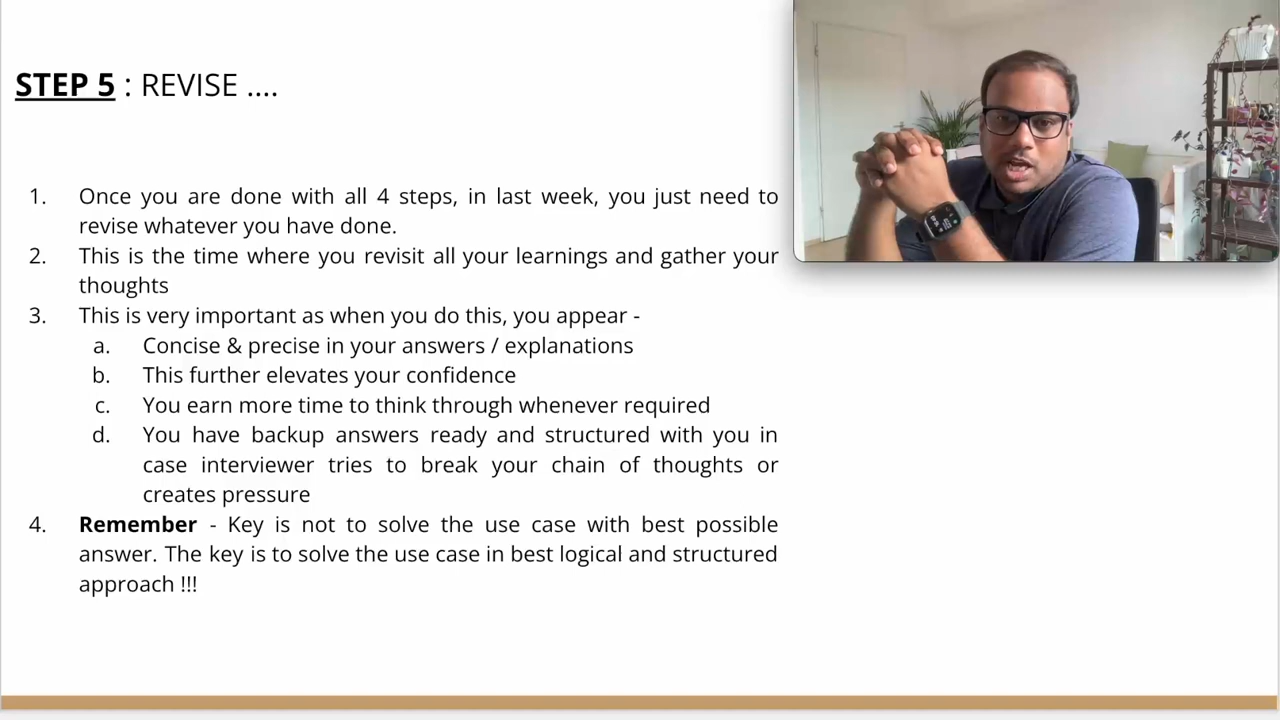 STEP 5 : REVISE ....
1. Once you are done with all 4 steps, in last week, you just need to
revise whatever you have done.
2. This is the time where you revisit all your learnings and gather your
thoughts
3. This is very important as when you do this, you appear -
a. Concise & precise in your answers / explanations
b. This further elevates your confidence
c. You earn more time to think through whenever required
d. You have backup answers ready and structured with you in
case interviewer tries to break your chain of thoughts or
creates pressure
4. Remember - Key is not to solve the use case with best possible
answer. The key is to solve the use case in best logical and structured
approach !!!